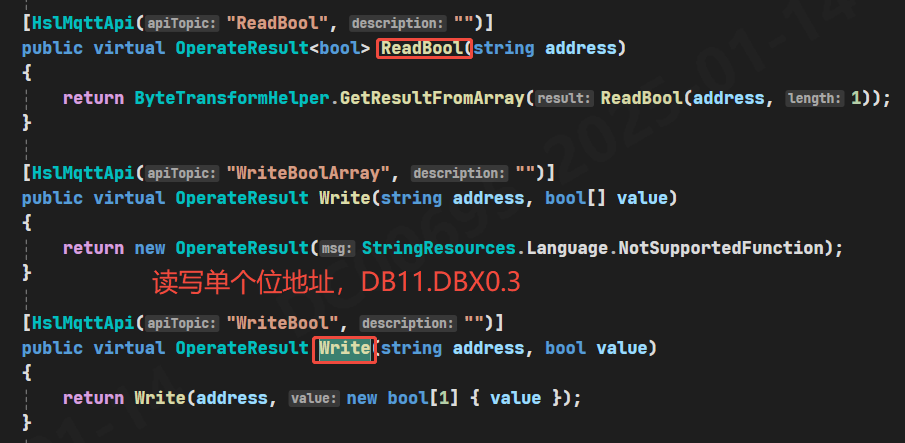 [HslMqttApi(apiTopic: "ReadBool", description: "")]
public virtual OperateResult<bool> ReadBool(string address)
{
return ByteTransformHelper.GetResultFromArray(result: ReadBool(address, length: 1));
}
[HslMqttApi(apiTopic: "WriteBoolArray", description: "")]
public virtual OperateResult Write(string address, bool[] value)
{
return new OperateResult(msg: StringResources.Language.NotSupportedFunction);
}
读写单个位地址，DB11.DBX0.3
[HslMqttApi(apiTopic: "WriteBool", description: "")]
public virtual OperateResult Write(string address, bool value)
{
return Write(address, value: new bool[1] { value });
}